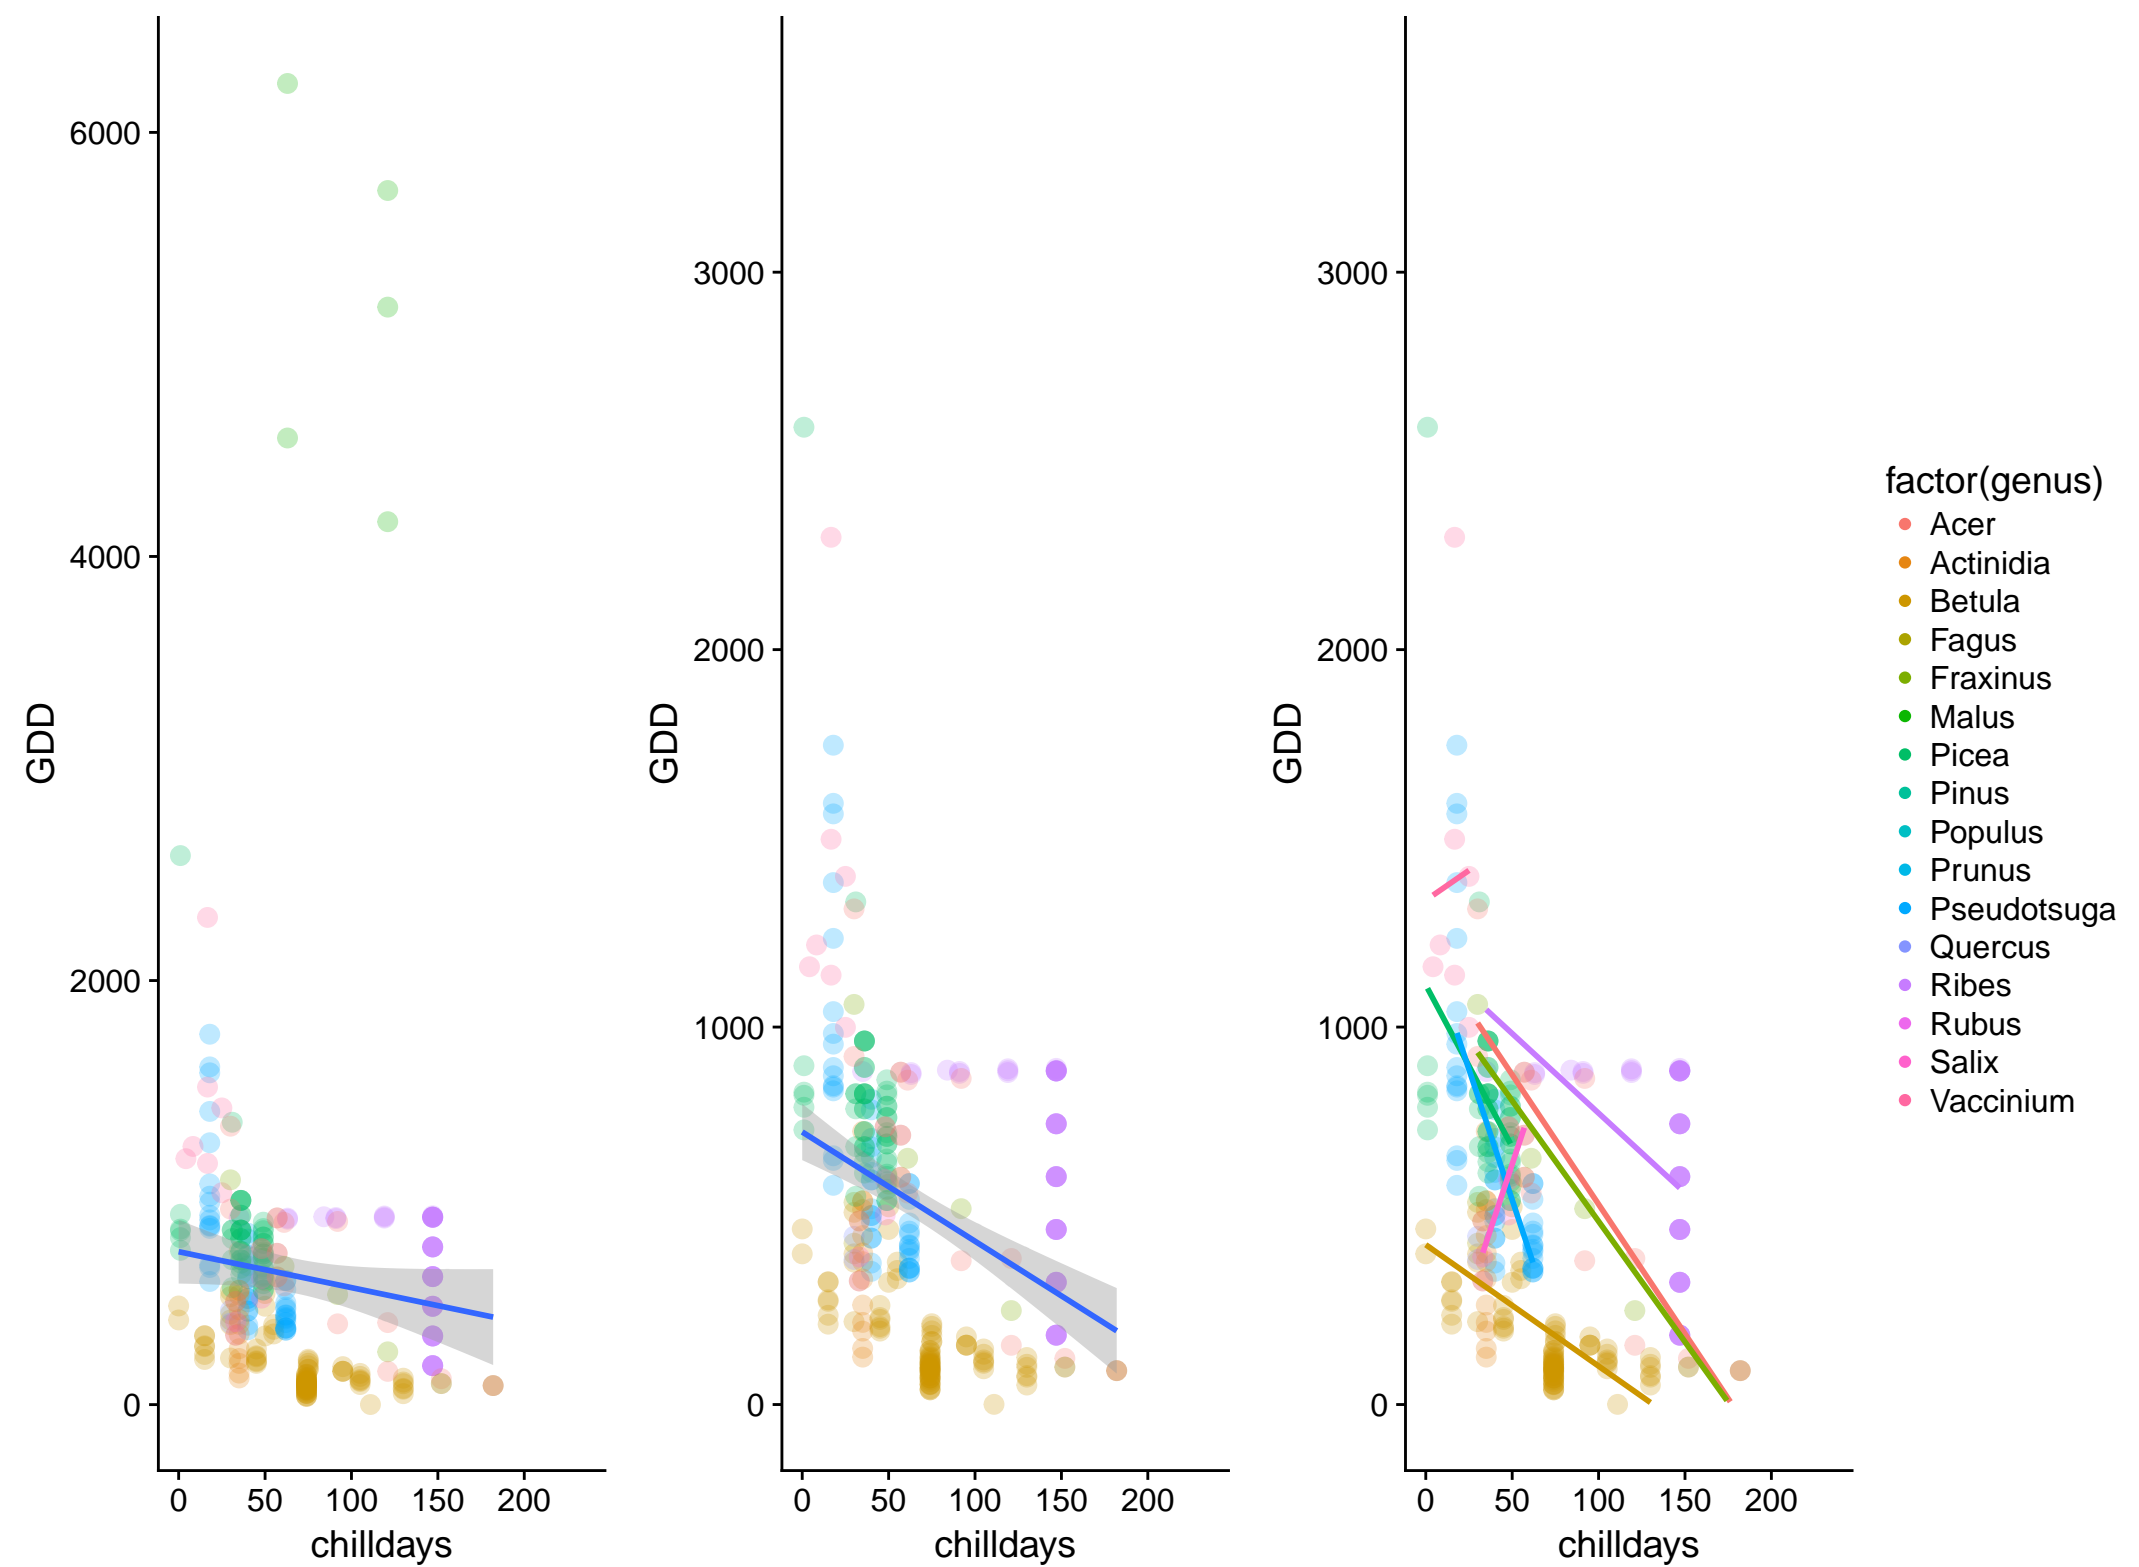 GDD
6000
4000
2000
0
0
50
100
150
200
chilldays
GDD
3000
2000
1000
0
0
50
100
150
200
chilldays
GDD
3000
2000
1000
0
0
50
100
150
200
chilldays
factor(genus)
Acer
Actinidia
Betula
Fagus
Fraxinus
Malus
Picea
Pinus
Populus
Prunus
Pseudotsuga
Quercus
Ribes
Rubus
Salix
Vaccinium